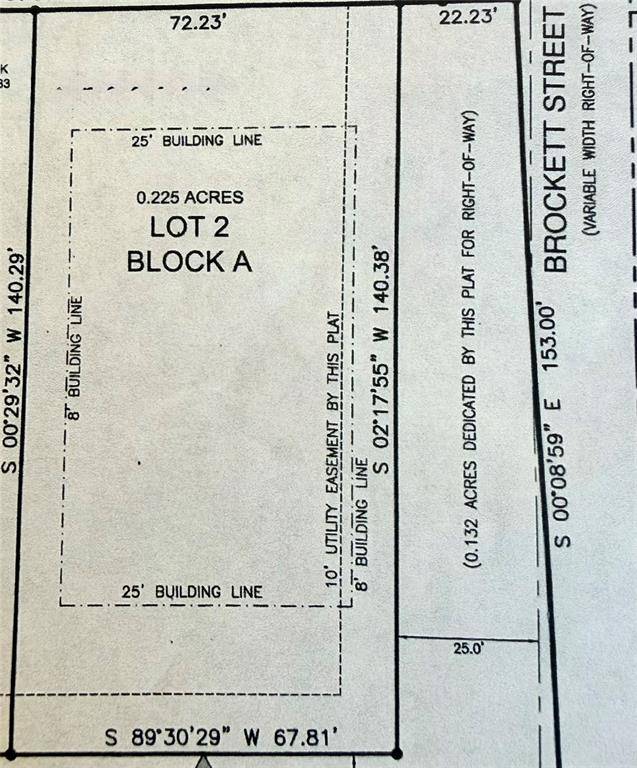 72.23'
22.23'
K
33
25' BUILDING LINE
0.225 ACRES
LOT 2
BLOCK A
S 00°29'32" W 140.29'
8' BUILDING LINE
10' UTILITY EASEMENT BY THIS PLAT
8' BUILDING LINE
S 02°17'55" W 140.38'
(0.132 ACRES DEDICATED BY THIS PLAT FOR RIGHT-OF-WAY)
S 00°08'59" E 153.00'
BROCKETT STREET
(VARIABLE WIDTH RIGHT-OF-WAY)
25' BUILDING LINE
25.0'
S 89°30'29" W 67.81'